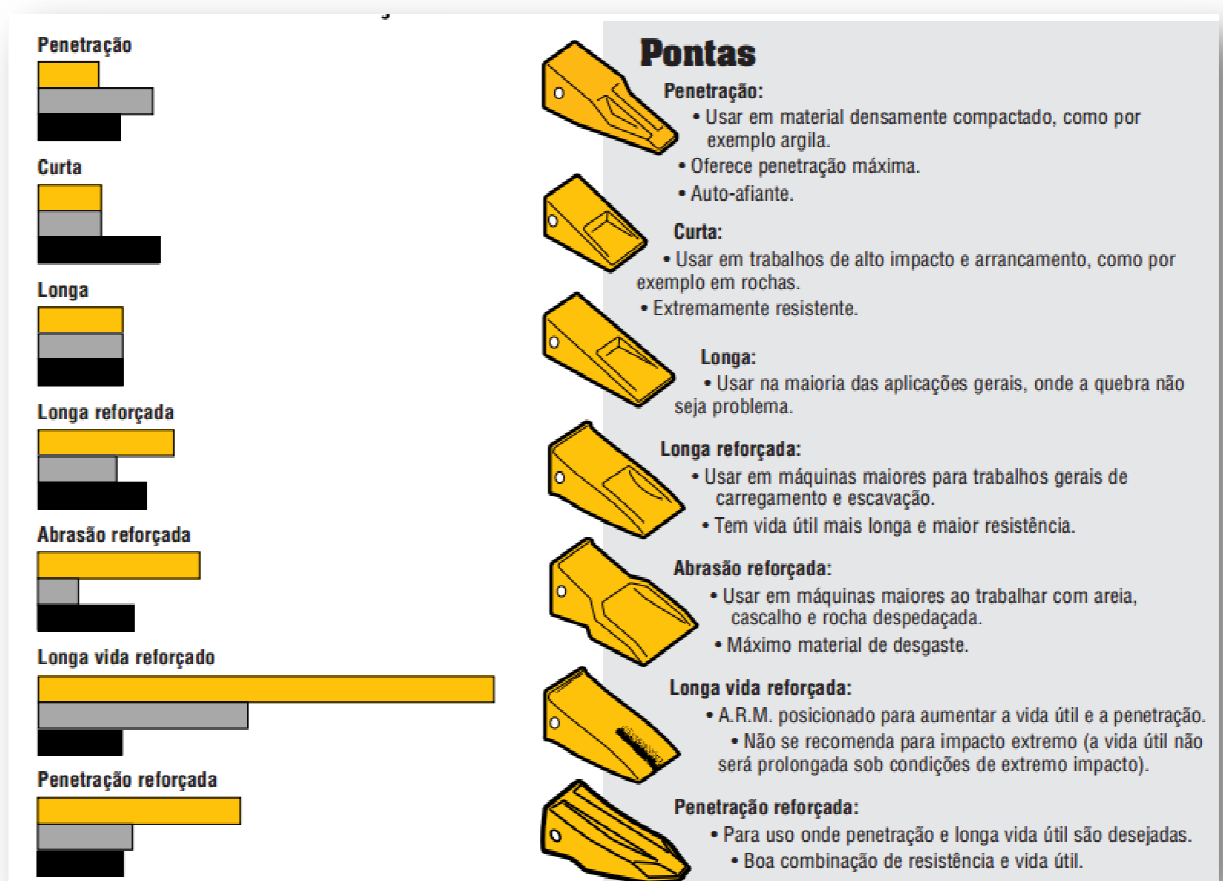 Penetração
Curta
Longa
Longa reforçada
Abrasão reforçada
Longa vida reforçado
Penetração reforçada
Pontas
Penetração:
• Usar em material densamente compactado, como por
exemplo argila.
• Oferece penetração máxima.
• Auto-afiante.
Curta:
• Usar em trabalhos de alto impacto e arrancamento, como por
exemplo em rochas.
• Extremamente resistente.
Longa:
• Usar na maioria das aplicações gerais, onde a quebra não
seja problema.
Longa reforçada:
• Usar em máquinas maiores para trabalhos gerais de
carregamento e escavação.
• Tem vida útil mais longa e maior resistência.
Abrasão reforçada:
• Usar em máquinas maiores ao trabalhar com areia,
cascalho e rocha despedaçada.
• Máximo material de desgaste.
Longa vida reforçada:
• A.R.M. posicionado para aumentar a vida útil e a penetração.
• Não se recomenda para impacto extremo (a vida útil não
será prolongada sob condições de extremo impacto).
Penetração reforçada:
• Para uso onde penetração e longa vida útil são desejadas.
• Boa combinação de resistência e vida útil.